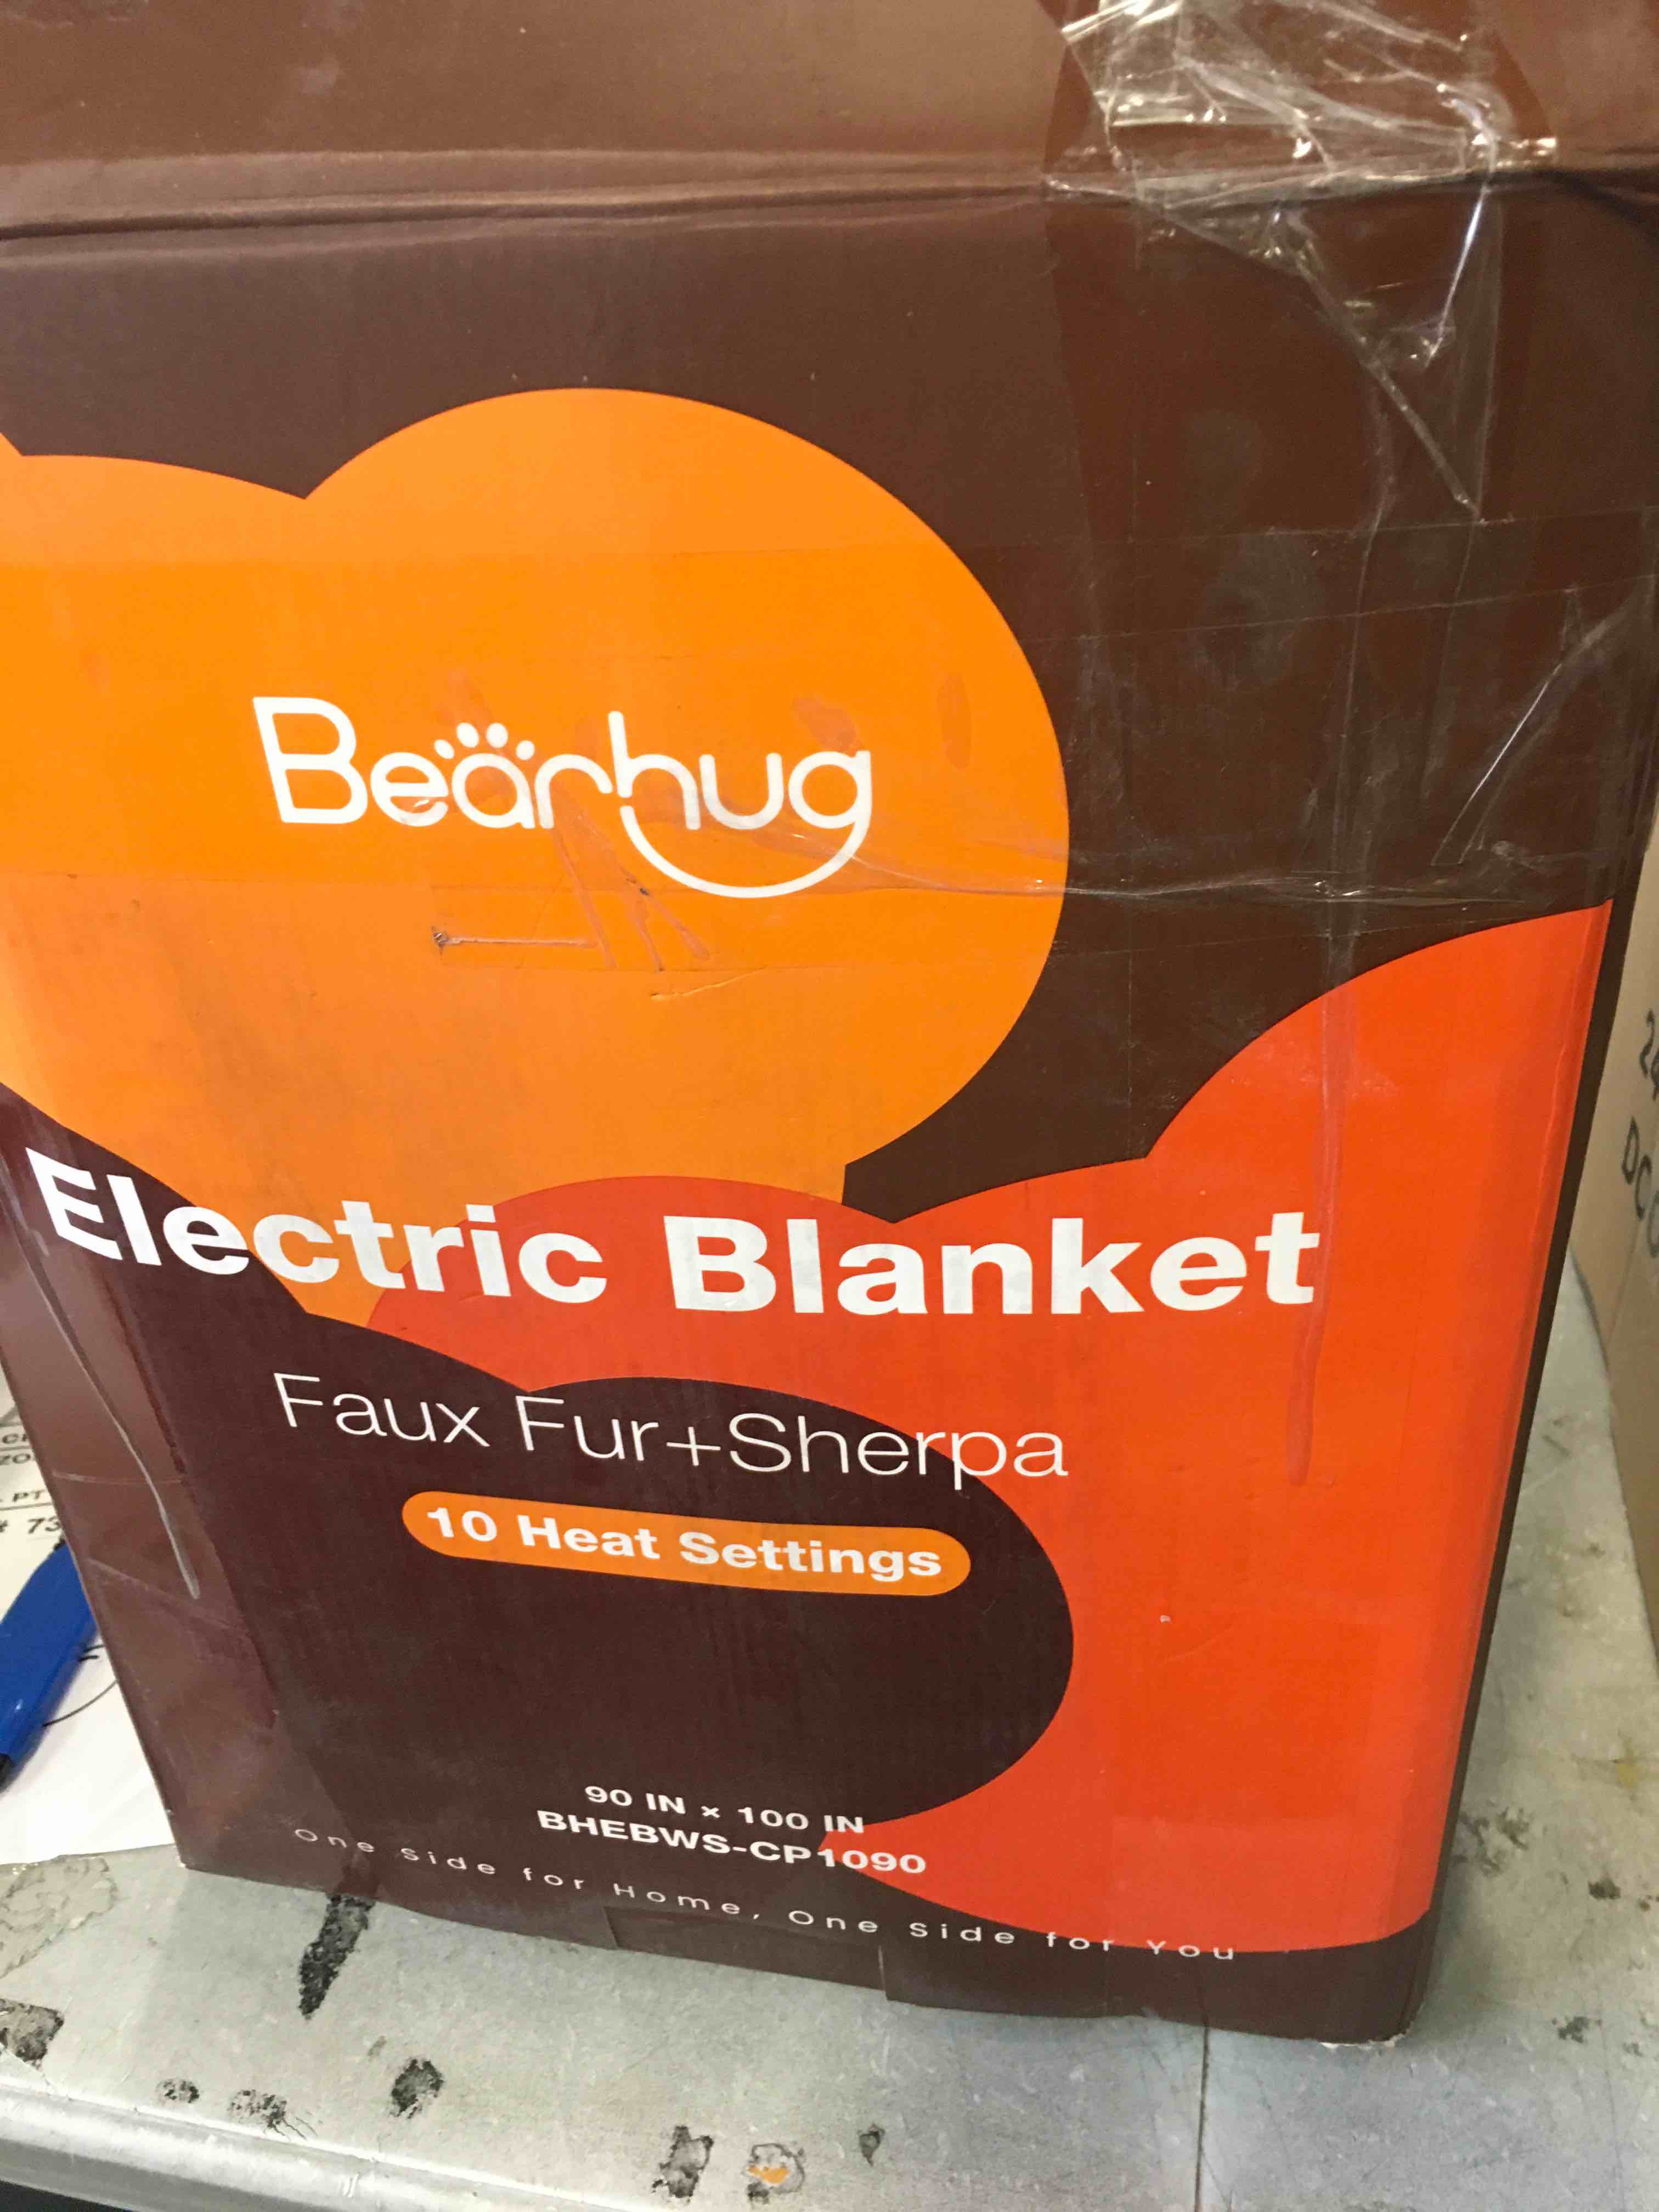 Bearhug
Electric Blanket
Faux Fur+Sherpa
10 Heat Settings
90 IN × 100 IN
BHEBWS-CP1090
One Side for Home, One Side for You